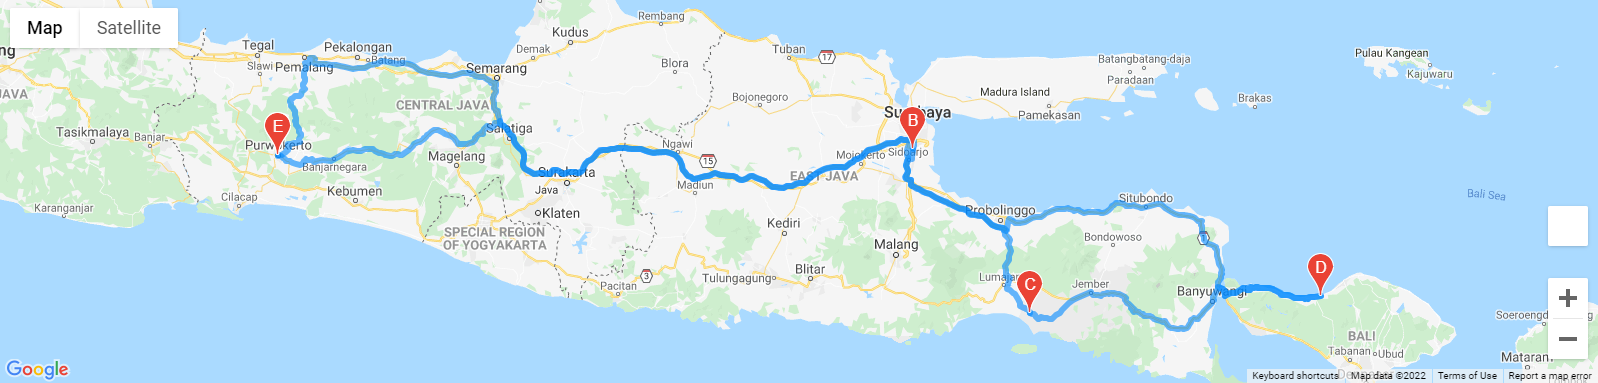 Map
Satellite
Rembang
Kudus
Tegal
Pekalongan
Demak
Tuban
17
Pulau Kangean
Slawi
Pemalang
Batang
Semarang
Blora
Batangbatang-daja
Kajuwaru
JAVA
CENTRAL JAVA
Bojonegoro
Paradaan
Madura Island
Brakas
Pamekasan
Tasikmalaya
Banjar
E
Purwokerto
Salatiga
B
Sidoarjo
Ngawi
Mojokerto
Magelang
Banjarnegara
15
Surakarta
EAST JAVA
Java
Madiun
Kebumen
Cilacap
Karanganyar
Klaten
Bali Sea
Situbondo
Probolinggo
Kediri
SPECIAL REGION
OF YOGYAKARTA
Malang
Bondowoso
3
Tulungagung
Blitar
Pacitan
C
Jember
D
Banyuwangi
BALI
Tabanan
Ubud
Mataram
Google
Keyboard shortcuts
Map data ©2022
Terms of Use
Report a map error